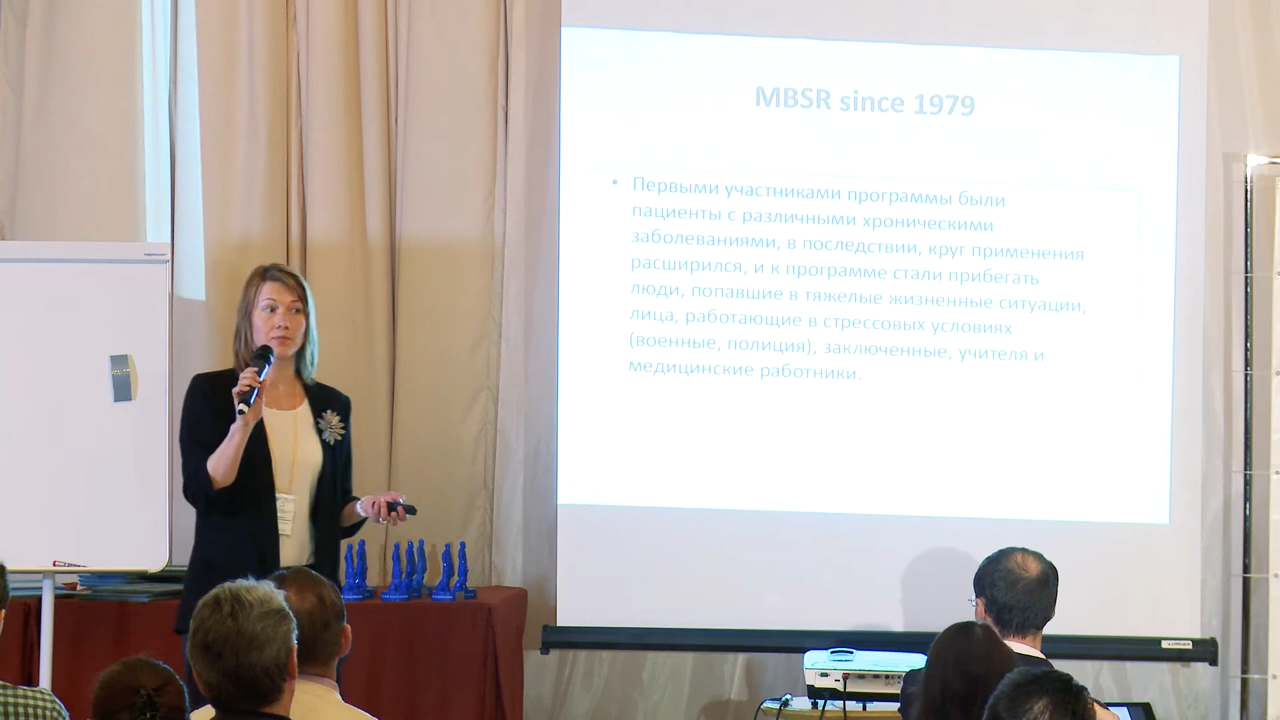 MBSR since 1979
• Первыми участниками программы были
пациенты с различными хроническими
заболеваниями, в последствии, круг применения
расширился, и к программе стали прибегать
люди, попавшие в тяжелые жизненные ситуации,
лица, работающие в стрессовых условиях
(военные, полиция), заключенные, учителя и
медицинские работники.